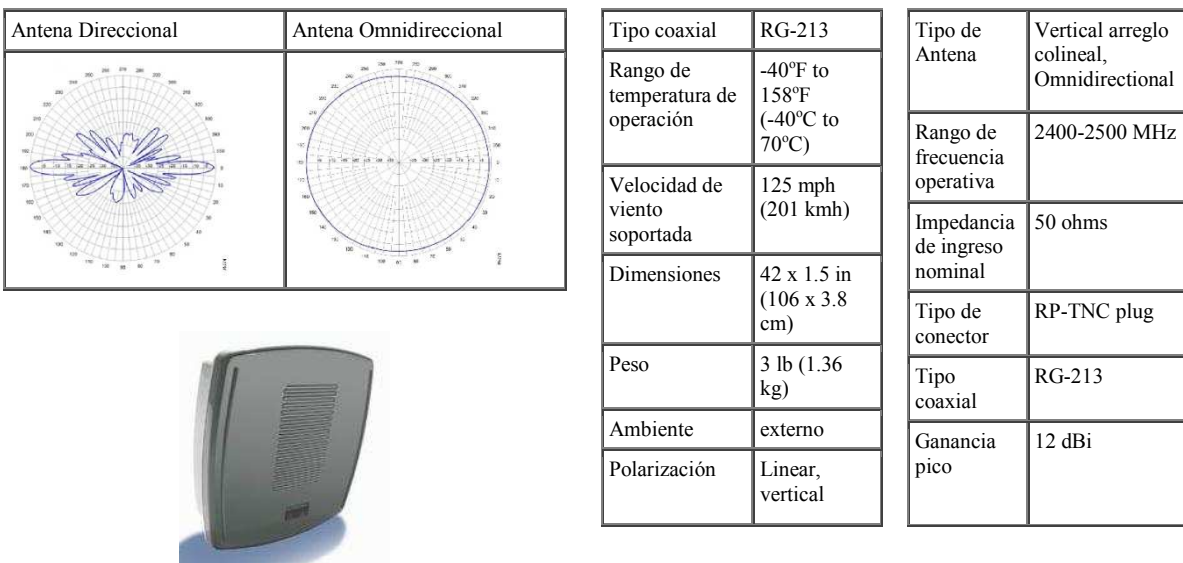 Antena Direccional
Antena Omnidireccional
Tipo coaxial
RG-213
Rango de
temperatura de
operación
-40ºF to
158ºF
(-40ºC to
70ºC)
Velocidad de
viento
soportada
125 mph
(201 kmh)
Dimensiones
42 x 1.5 in
(106 x 3.8
cm)
Peso
3 lb (1.36
kg)
Ambiente
externo
Polarización
Linear,
vertical
Tipo de
Antena
Vertical arreglo
colineal,
Omnidirectional
Rango de
frecuencia
operativa
2400-2500 MHz
Impedancia
de ingreso
nominal
50 ohms
Tipo de
conector
RP-TNC plug
Tipo
coaxial
RG-213
Ganancia
pico
12 dBi